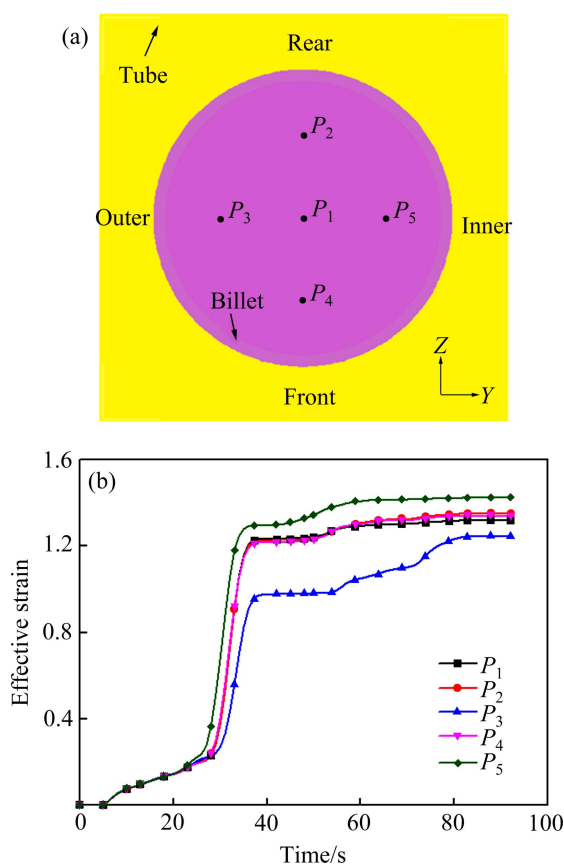 (a)
Rear
Tube
P2
Outer
P3
P1
P5
Inner
P4
Billet
Z
Y
Front
(b)
1.6
1.2
0.8
0.4
0
Effective strain
P1
P2
P3
P4
P5
0 20 40 60 80 100
Time/s